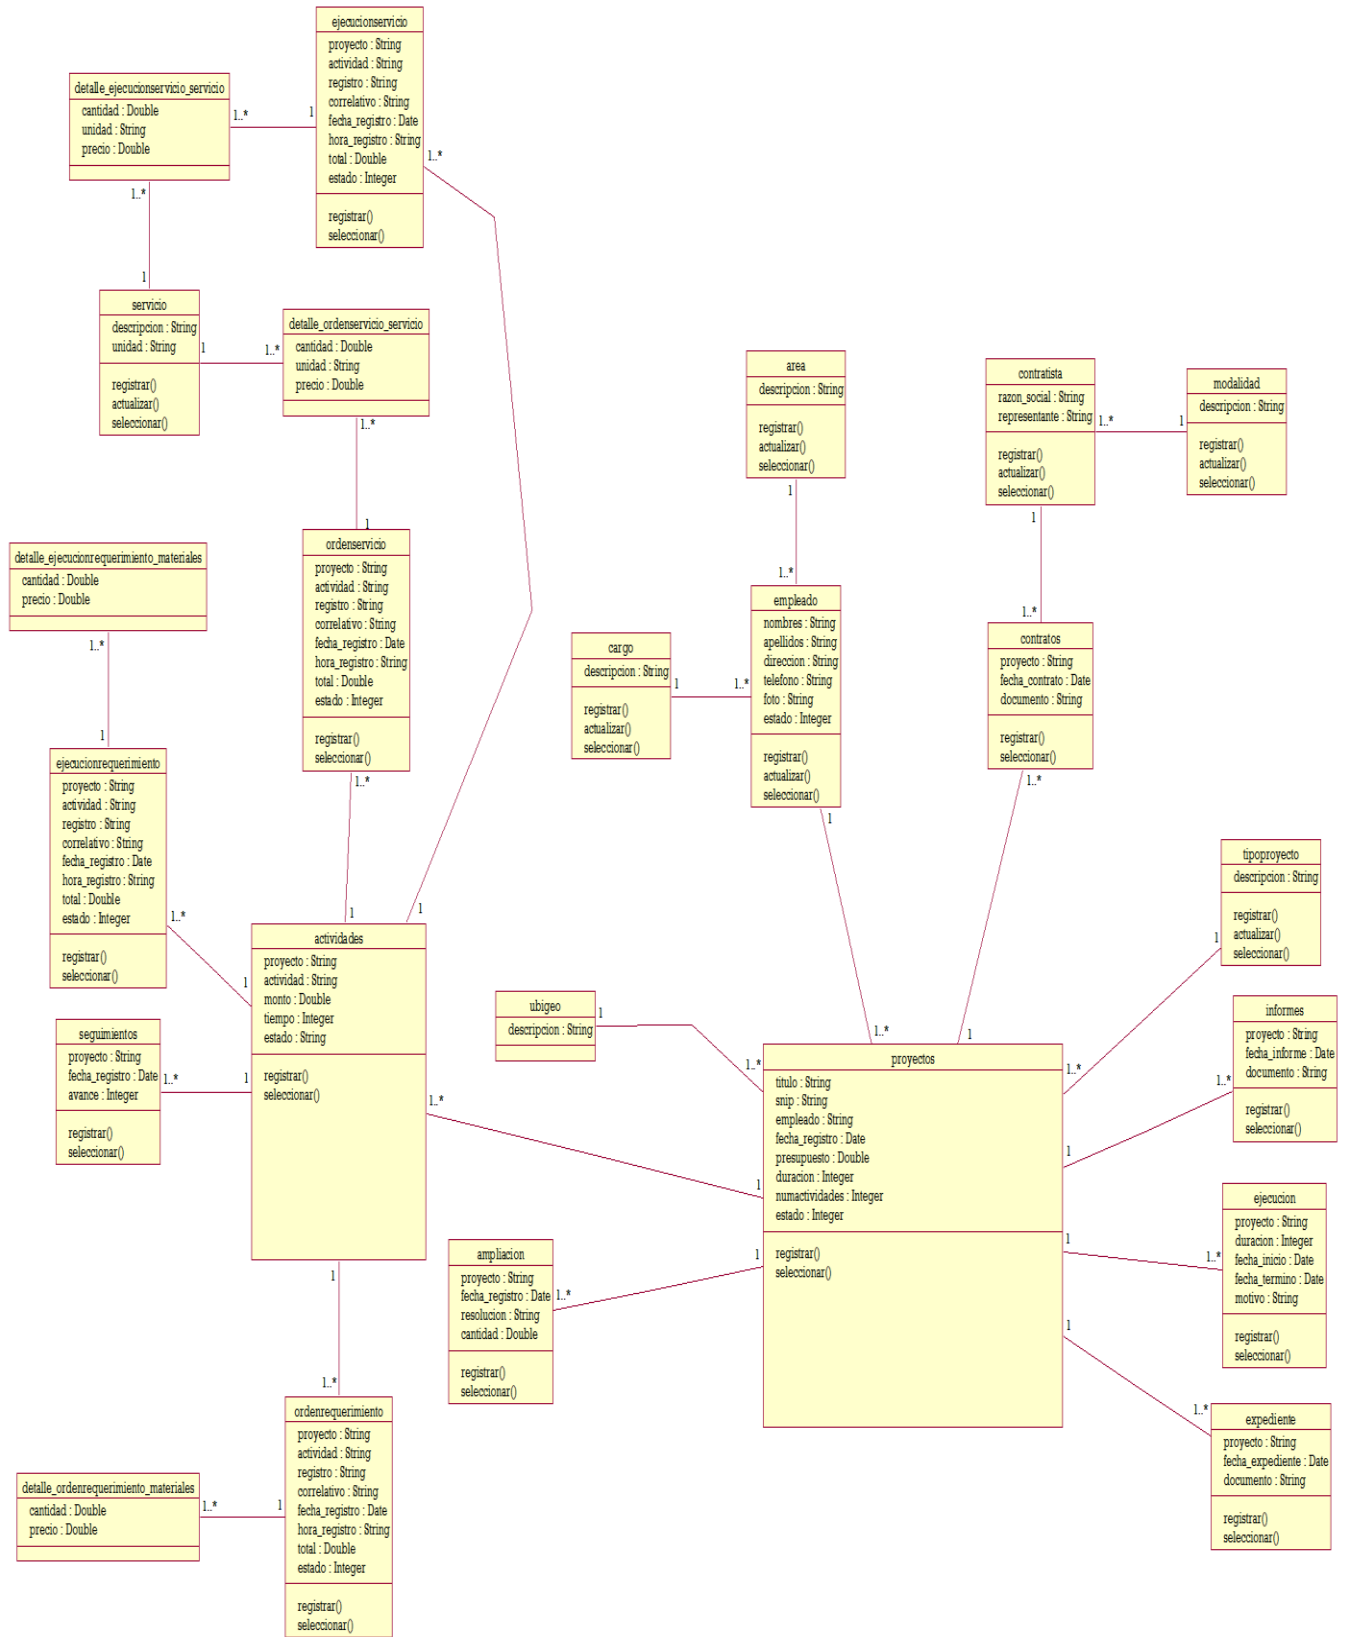 ejecucionservicio
proyecto : String
actividad : String
registro : String
correlativo : String
fecha_registro : Date
hora_registro : String
total : Double
estado : Integer
registrar()
seleccionar()
1..*
1
1..*
detalle_ejecucionservicio_servicio
cantidad : Double
unidad : String
precio : Double
1..*
1
servicio
descripcion : String
unidad : String
registrar()
actualizar()
seleccionar()
1
1..*
detalle_ordenservicio_servicio
cantidad : Double
unidad : String
precio : Double
1..*
1
ordenservicio
proyecto : String
actividad : String
registro : String
correlativo : String
fecha_registro : Date
hora_registro : String
total : Double
estado : Integer
registrar()
seleccionar()
1..*
1
1
area
descripcion : String
registrar()
actualizar()
seleccionar()
1
1..*
contratista
razon_social : String
representante : String
registrar()
actualizar()
seleccionar()
1..*
1
modalidad
descripcion : String
registrar()
actualizar()
seleccionar()
1
1..*
detalle_ejecucionrequerimiento_materiales
cantidad : Double
precio : Double
1..*
1
empleado
nombres : String
apellidos : String
direccion : String
telefono : String
foto : String
estado : Integer
registrar()
actualizar()
seleccionar()
1
1..*
cargo
descripcion : String
registrar()
actualizar()
seleccionar()
1
1..*
contratos
proyecto : String
fecha_contrato : Date
documento : String
registrar()
seleccionar()
1..*
1
ejecucionrequerimiento
proyecto : String
actividad : String
registro : String
correlativo : String
fecha_registro : Date
hora_registro : String
total : Double
estado : Integer
registrar()
seleccionar()
1..*
1
actividades
proyecto : String
actividad : String
monto : Double
tiempo : Integer
estado : String
registrar()
seleccionar()
1..*
1
seguimientos
proyecto : String
fecha_registro : Date
avance : Integer
registrar()
seleccionar()
1..*
1
ubigeo
descripcion : String
1
1..*
tipoproyecto
descripcion : String
registrar()
actualizar()
seleccionar()
1
1..*
proyectos
titulo : String
snip : String
empleado : String
fecha_registro : Date
presupuesto : Double
duracion : Integer
numactividades : Integer
estado : Integer
registrar()
seleccionar()
informes
proyecto : String
fecha_informe : Date
documento : String
registrar()
seleccionar()
1..*
1
ejecucion
proyecto : String
duracion : Integer
fecha_inicio : Date
fecha_termino : Date
motivo : String
registrar()
seleccionar()
1
1..*
ampliacion
proyecto : String
fecha_registro : Date
resolucion : String
cantidad : Double
registrar()
seleccionar()
1..*
1
expediente
proyecto : String
fecha_expediente : Date
documento : String
registrar()
seleccionar()
1
1..*
1
1..*
ordenrequerimiento
proyecto : String
actividad : String
registro : String
correlativo : String
fecha_registro : Date
hora_registro : String
total : Double
estado : Integer
registrar()
seleccionar()
detalle_ordenrequerimiento_materiales
cantidad : Double
precio : Double
1..*
1